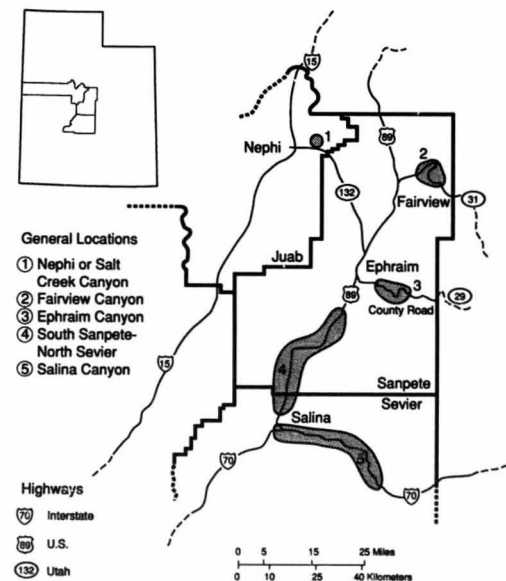 15
1
Nephi
89
2
132
31
Fairview
General Locations
① Nephi or Salt
Creek Canyon
② Fairview Canyon
③ Ephraim Canyon
④ South Sanpete-
North Sevier
⑤ Salina Canyon
Juab
Ephraim
89
3
29
County Road
15
4
Sanpete
Sevier
Salina
5
70
70
Highways
70 Interstate
89 U.S.
132 Utah
0 5 15 25 Miles
0 10 25 40 Kilometers